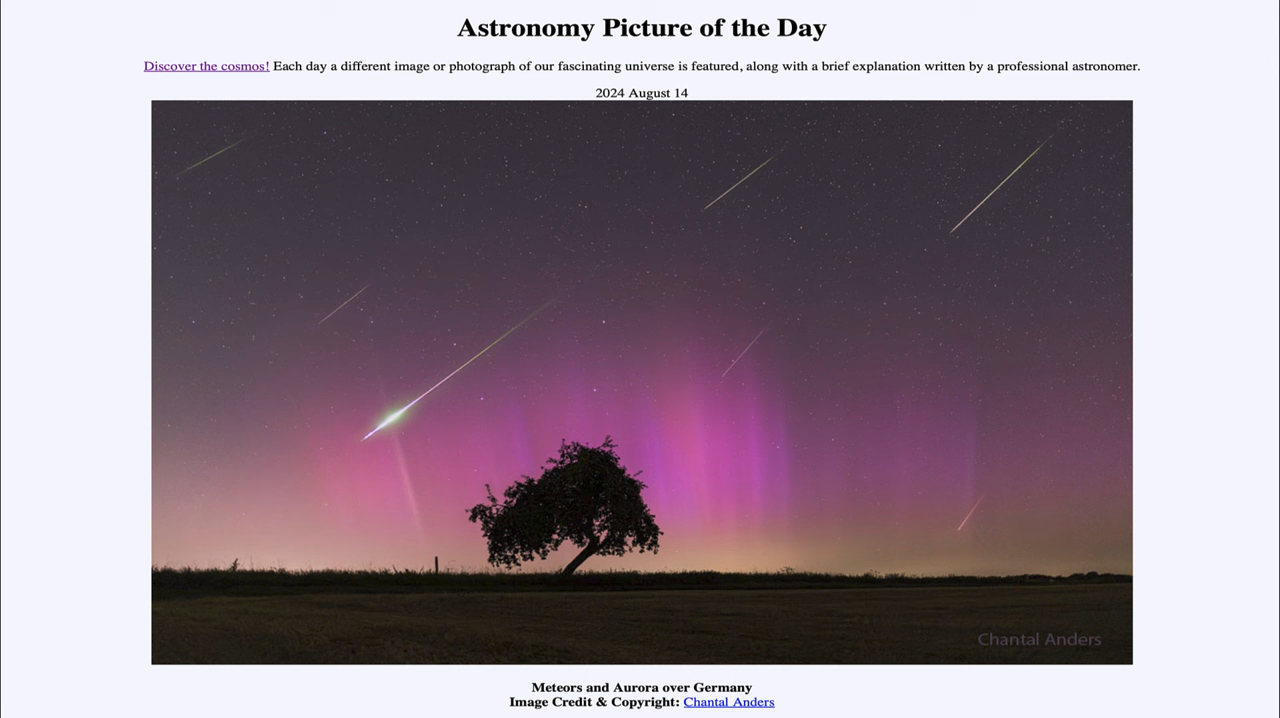 Astronomy Picture of the Day
Discover the cosmos! Each day a different image or photograph of our fascinating universe is featured, along with a brief explanation written by a professional astronomer.
2024 August 14
Chantal Anders
Meteors and Aurora over Germany
Image Credit & Copyright: Chantal Anders